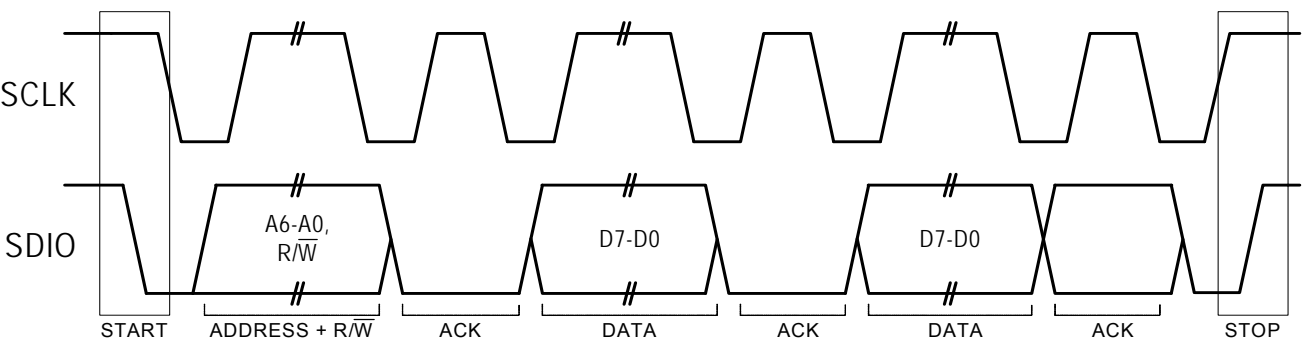 SCLK
SDIO
A6-A0,
R/W̅
D7-D0
D7-D0
START
ADDRESS + R/W̅
ACK
DATA
ACK
DATA
ACK
STOP